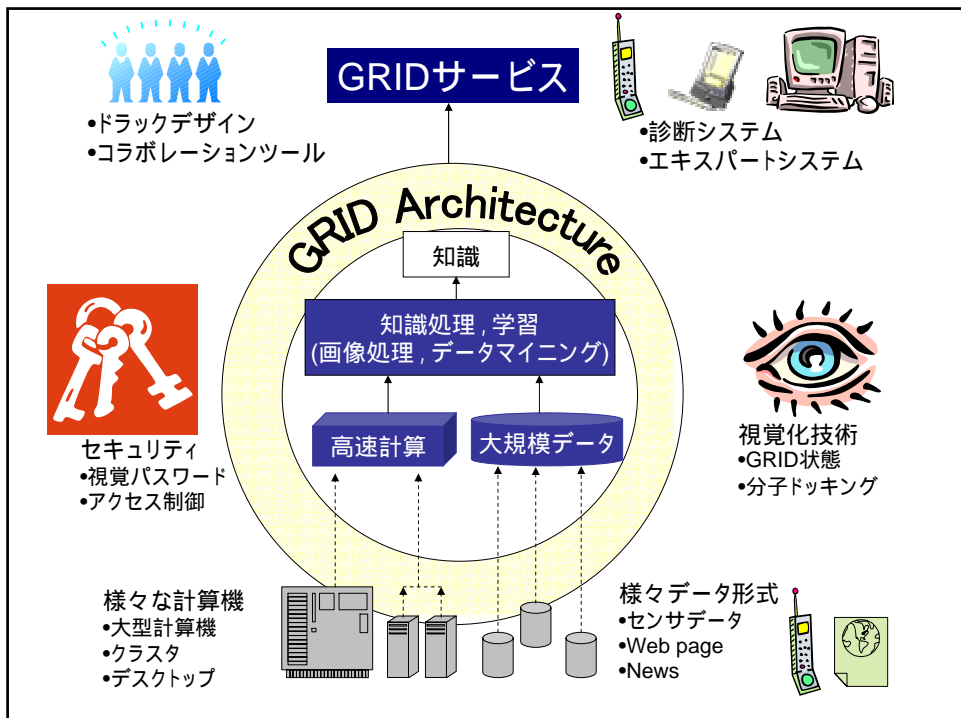 GRIDサービス
•ドラックデザイン
•コラボレーションツール
•診断システム
•エキスパートシステム
GRID Architecture
知識
知識処理 , 学習
(画像処理 , データマイニング)
高速計算
大規模データ
セキュリティ
•視覚パスワード
•アクセス制御
視覚化技術
•GRID状態
•分子ドッキング
様々な計算機
•大型計算機
•クラスタ
•デスクトップ
様々データ形式
•センサデータ
•Web page
•News